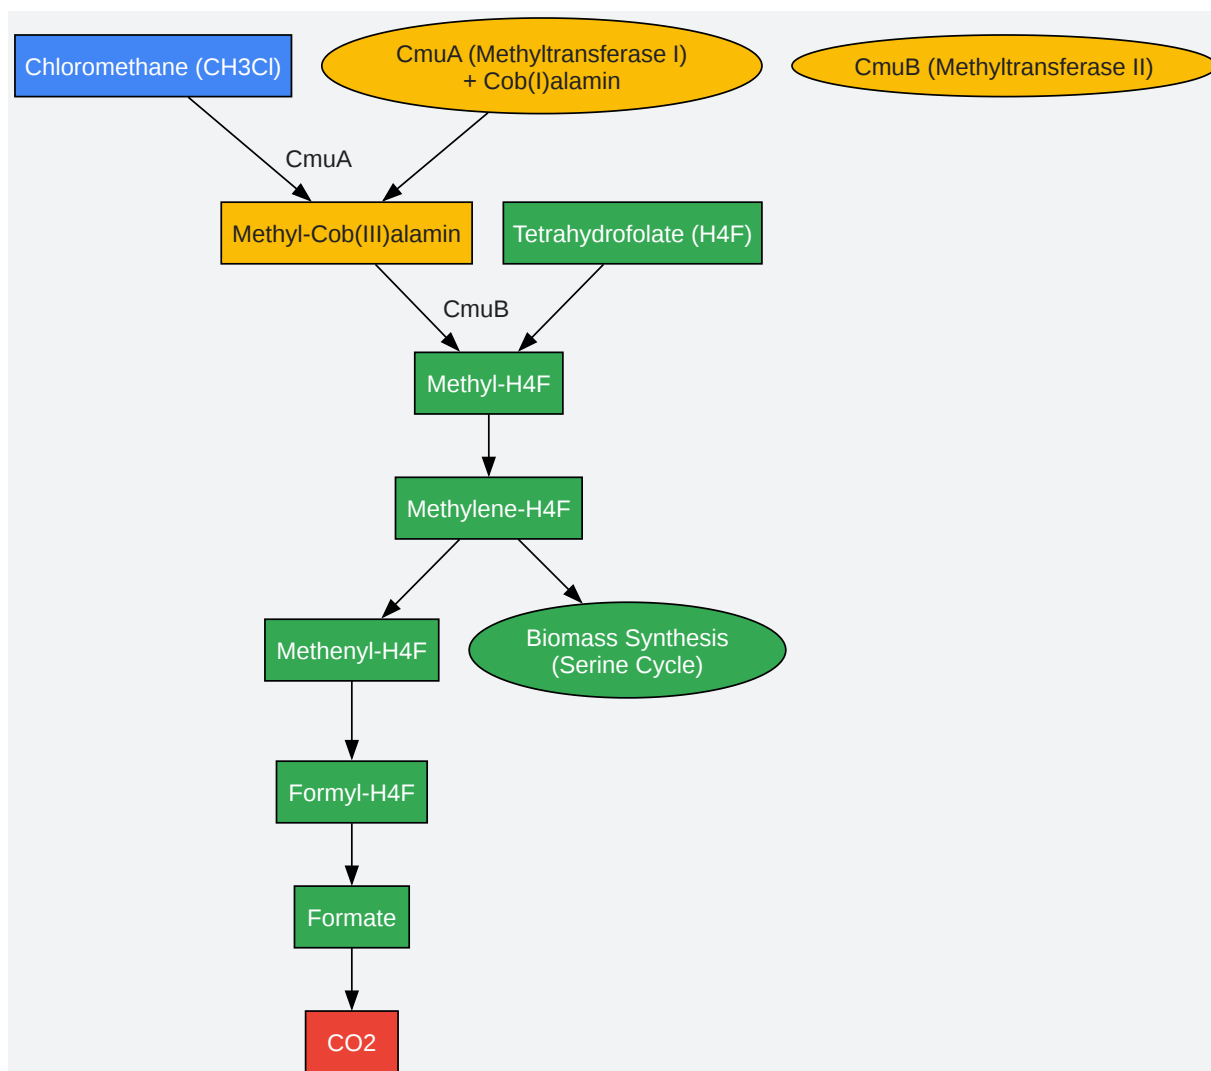 Chloromethane (CH3Cl)
CmuA (Methyltransferase I)
+ Cob(I)alamin
CmuB (Methyltransferase II)
CmuA
Methyl-Cob(III)alamin
Tetrahydrofolate (H4F)
CmuB
Methyl-H4F
Methylene-H4F
Methenyl-H4F
Biomass Synthesis
(Serine Cycle)
Formyl-H4F
Formate
CO2